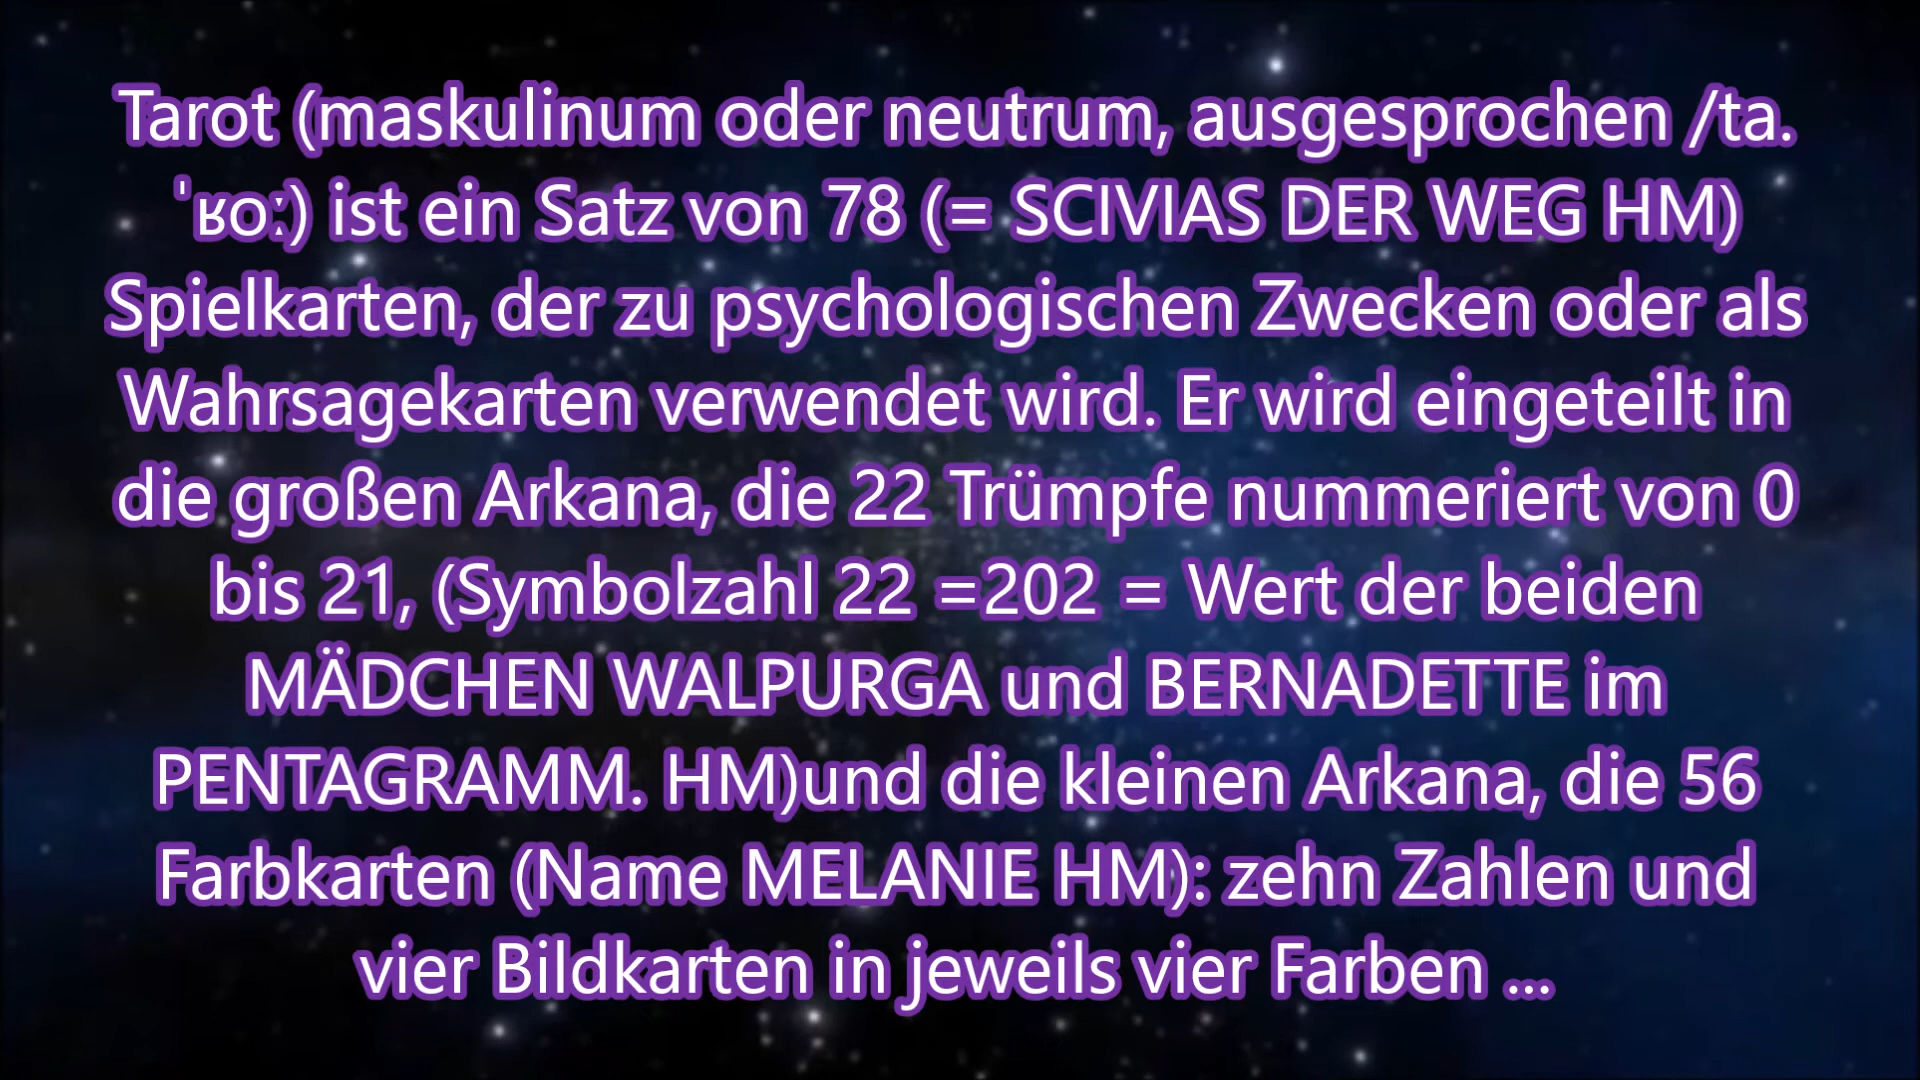 Tarot (maskulinum oder neutrum, ausgesprochen /ta.
ˈʁoː) ist ein Satz von 78 (= SCIVIAS DER WEG HM)
Spielkarten, der zu psychologischen Zwecken oder als
Wahrsagekarten verwendet wird. Er wird eingeteilt in
die großen Arkana, die 22 Trümpfe nummeriert von 0
bis 21, (Symbolzahl 22 =202 = Wert der beiden
MÄDCHEN WALPURGA und BERNADETTE im
PENTAGRAMM. HM)und die kleinen Arkana, die 56
Farbkarten (Name MELANIE HM): zehn Zahlen und
vier Bildkarten in jeweils vier Farben ...